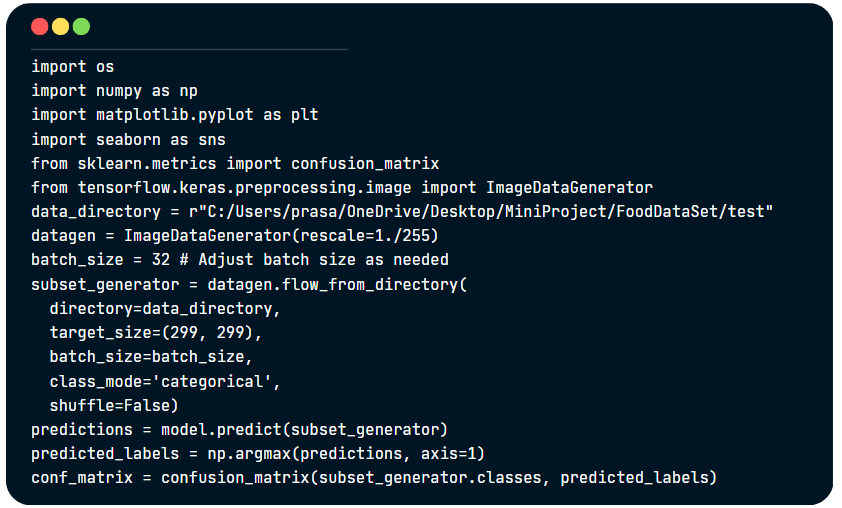 import os
import numpy as np
import matplotlib.pyplot as plt
import seaborn as sns
from sklearn.metrics import confusion_matrix
from tensorflow.keras.preprocessing.image import ImageDataGenerator
data_directory = r"C:/Users/prasa/OneDrive/Desktop/MiniProject/FoodDataSet/test"
datagen = ImageDataGenerator(rescale=1./255)
batch_size = 32 # Adjust batch size as needed
subset_generator = datagen.flow_from_directory(
  directory=data_directory,
  target_size=(299, 299),
  batch_size=batch_size,
  class_mode='categorical',
  shuffle=False)
predictions = model.predict(subset_generator)
predicted_labels = np.argmax(predictions, axis=1)
conf_matrix = confusion_matrix(subset_generator.classes, predicted_labels)